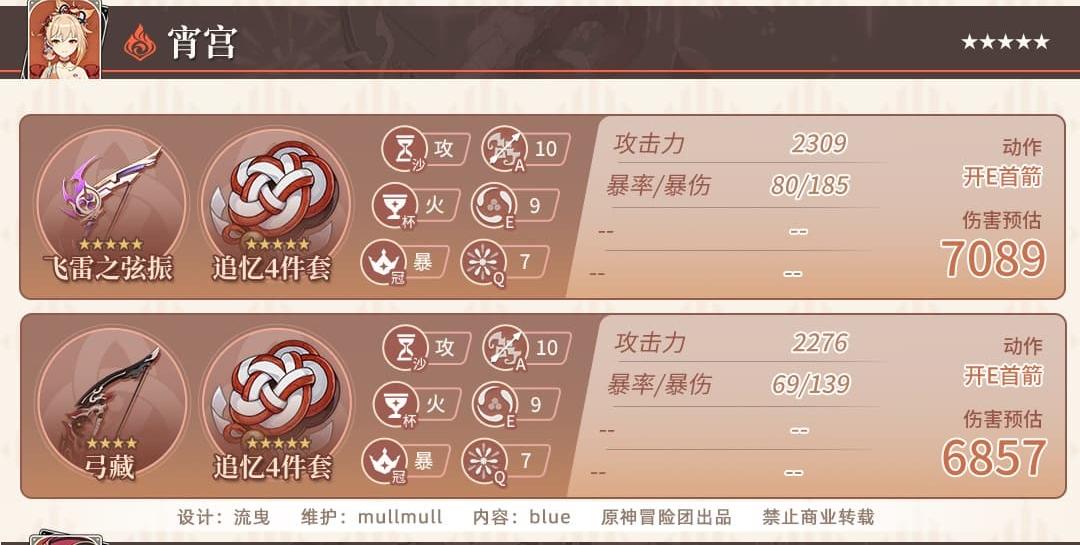 宵宫
飞雷之弦振
追忆4件套
沙 攻
A 10
杯 火
E 9
冠 暴
Q 7
攻击力 2309
暴率/暴伤 80/185
-- --
-- --
动作
开E首箭
伤害预估
7089
弓藏
追忆4件套
沙 攻
A 10
杯 火
E 9
冠 暴
Q 7
攻击力 2276
暴率/暴伤 69/139
-- --
-- --
动作
开E首箭
伤害预估
6857
设计：流曳 维护：mullmull 内容：blue 原神冒险团出品 禁止商业转载